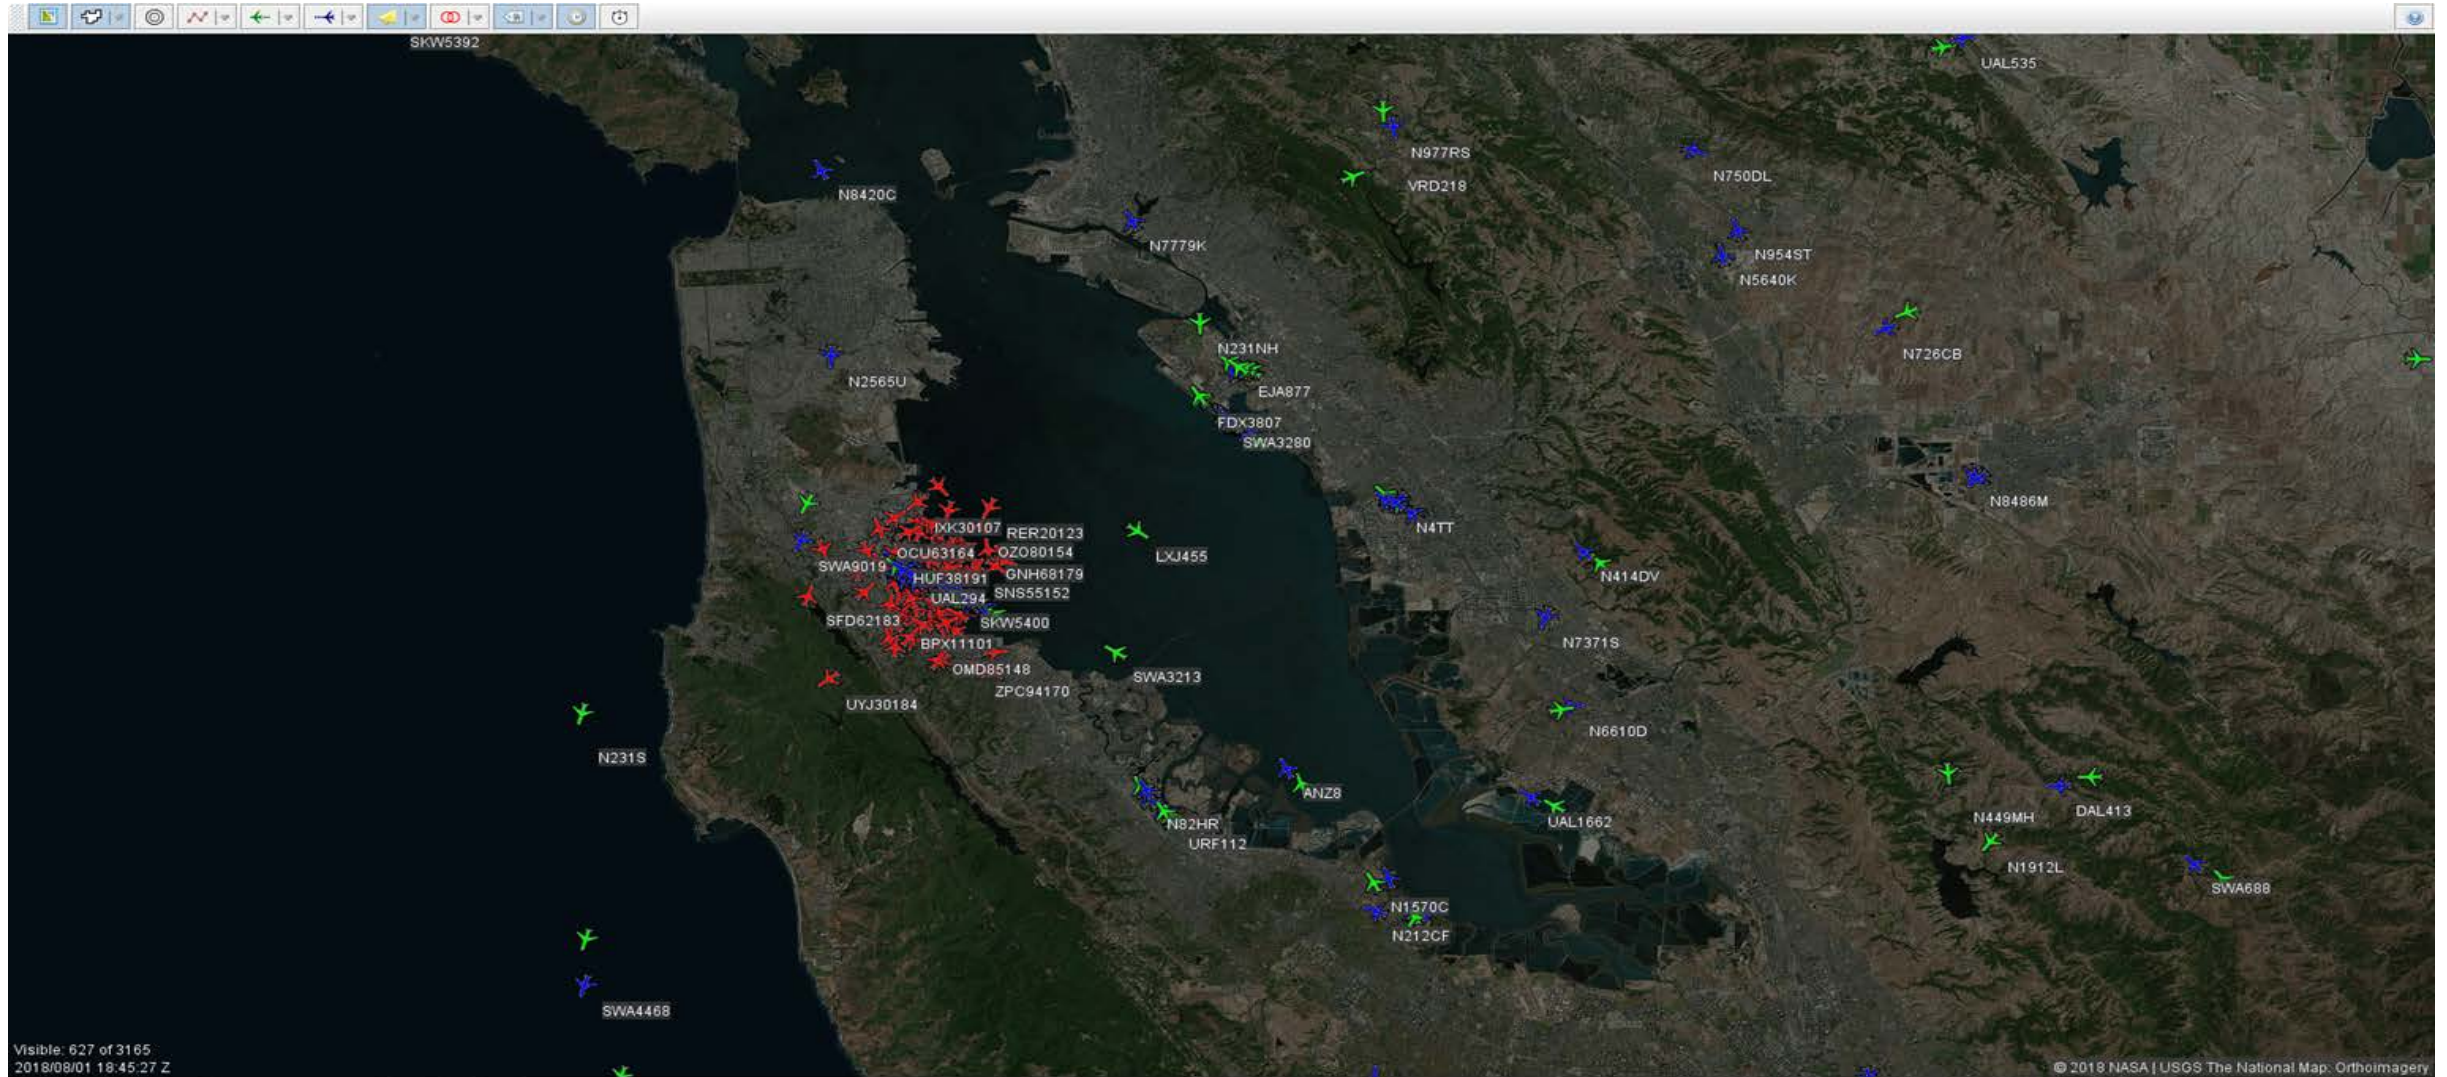 SKW5392
UAL535
N977RS
VRD218
N750DL
N8420C
N7779K
N954ST
N5640K
N231NH
N726CB
N2565U
EJA877
FDX3807
SWA3280
N8486M
IXK30107
RER20123
N4TT
OCU63164
OZO80154
LXJ455
SWA9019
HUF38191
GNH68179
N414DV
UAL294
SNS55152
SFD62183
SKW5400
BPX11101
N7371S
OMD85148
SWA3213
ZPC94170
UYJ30184
N6610D
N231S
ANZ8
N82HR
UAL1662
DAL413
N449MH
URF112
N1912L
SWA688
N1570C
N212CF
SWA4468
Visible: 627 of 3165
2018/08/01 18:45:27 Z
© 2018 NASA | USGS The National Map: Orthoimagery